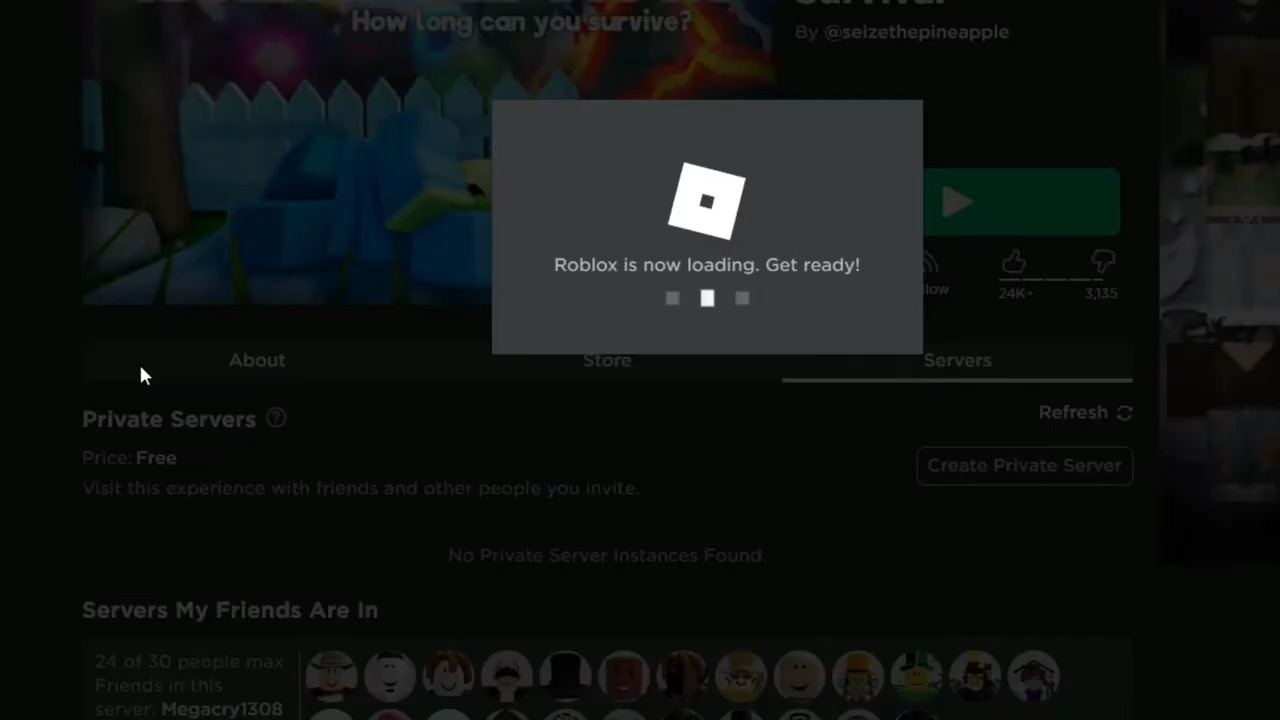 How long can you survive?
Survival
By @seizethepineapple
Roblox is now loading. Get ready!
24K+
3,135
About
Store
Servers
Private Servers
Refresh
Price: Free
Create Private Server
Visit this experience with friends and other people you invite.
No Private Server Instances Found.
Servers My Friends Are In
24 of 30 people max
Friends in this
server: Megacry1308